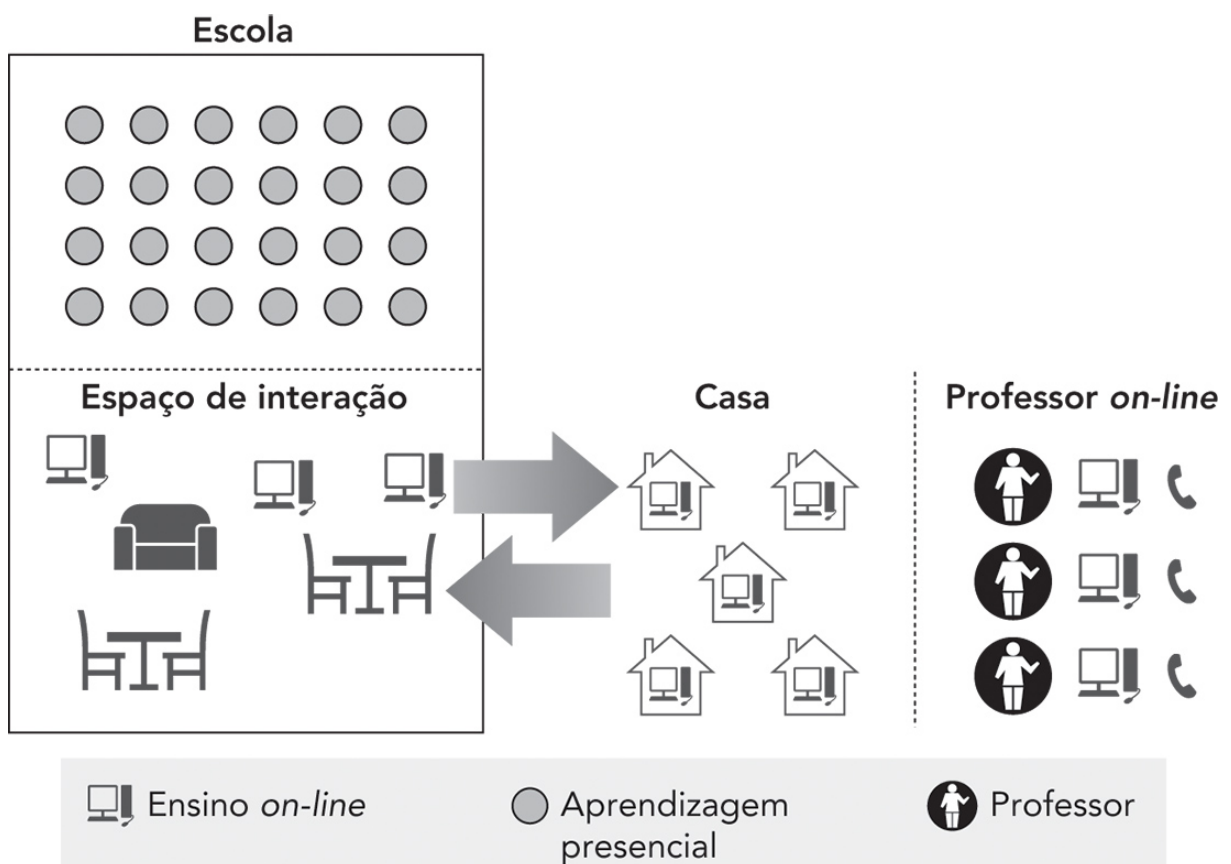 Escola
Espaço de interação
Casa
Professor on-line
Ensino on-line
Aprendizagem
presencial
Professor